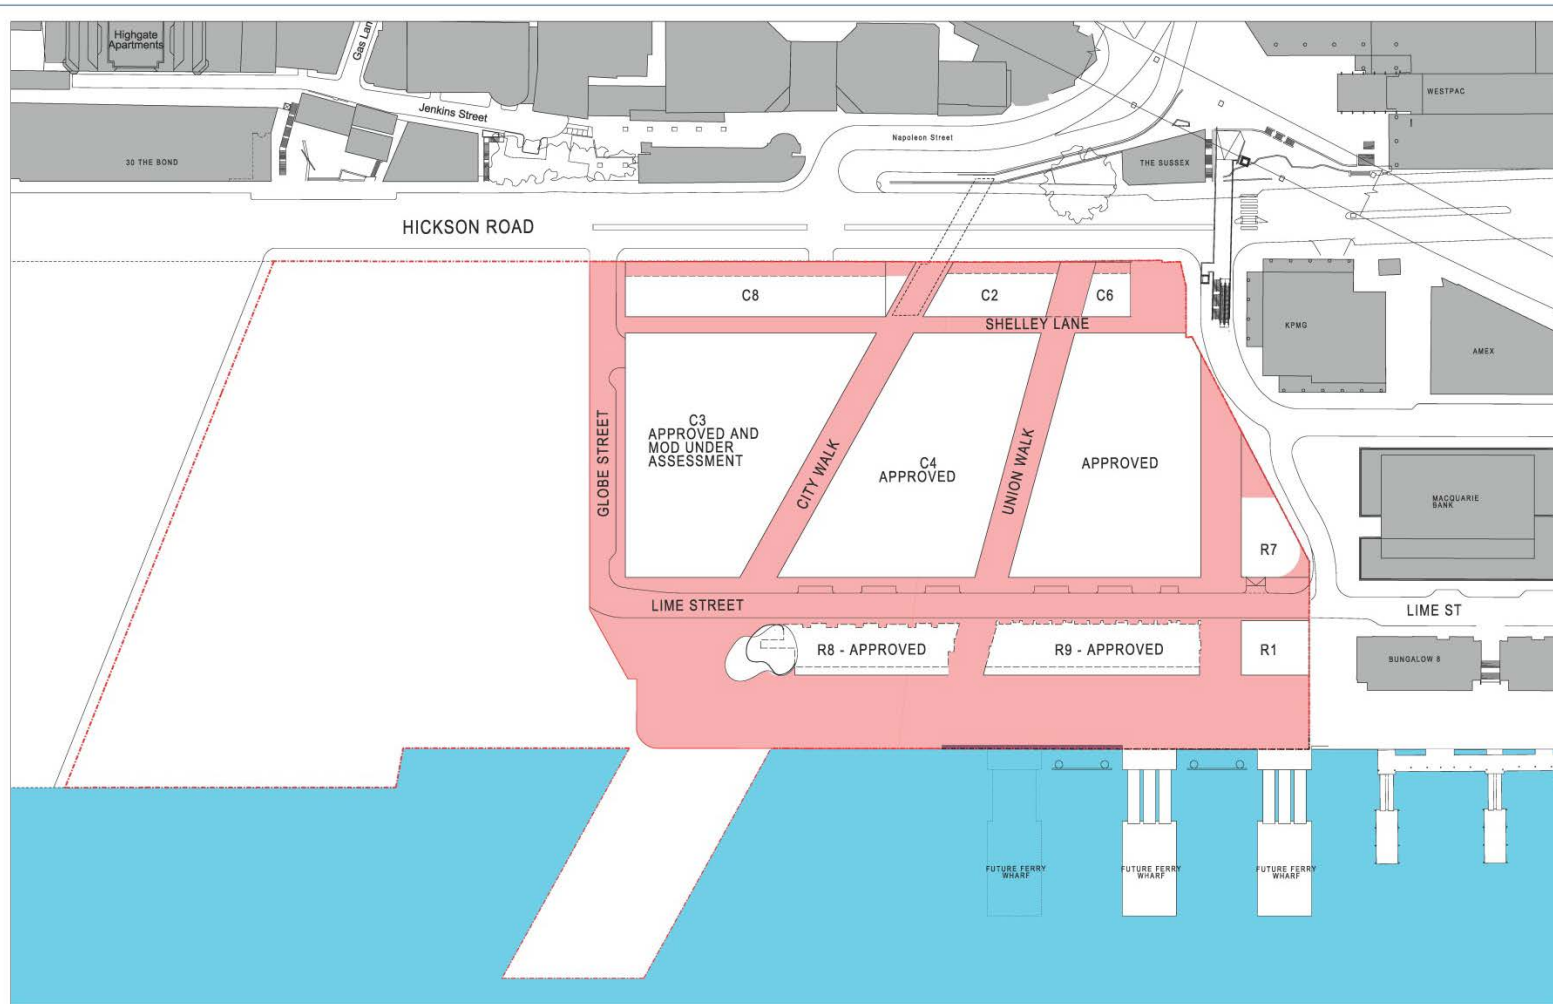 Highgate
Apartments
Gas Lan
Jenkins Street
Napoleon Street
WESTPAC
30 THE BOND
THE SUSSEX
HICKSON ROAD
C8
C2
C6
SHELLEY LANE
KPMG
AMEX
GLOBE STREET
C3
APPROVED AND
MOD UNDER
ASSESSMENT
CITY WALK
C4
APPROVED
UNION WALK
APPROVED
MACQUARIE
BANK
R7
LIME STREET
LIME ST
R8 - APPROVED
R9 - APPROVED
R1
BUNGALOW 8
FUTURE FERRY
WHARF
FUTURE FERRY
WHARF
FUTURE FERRY
WHARF